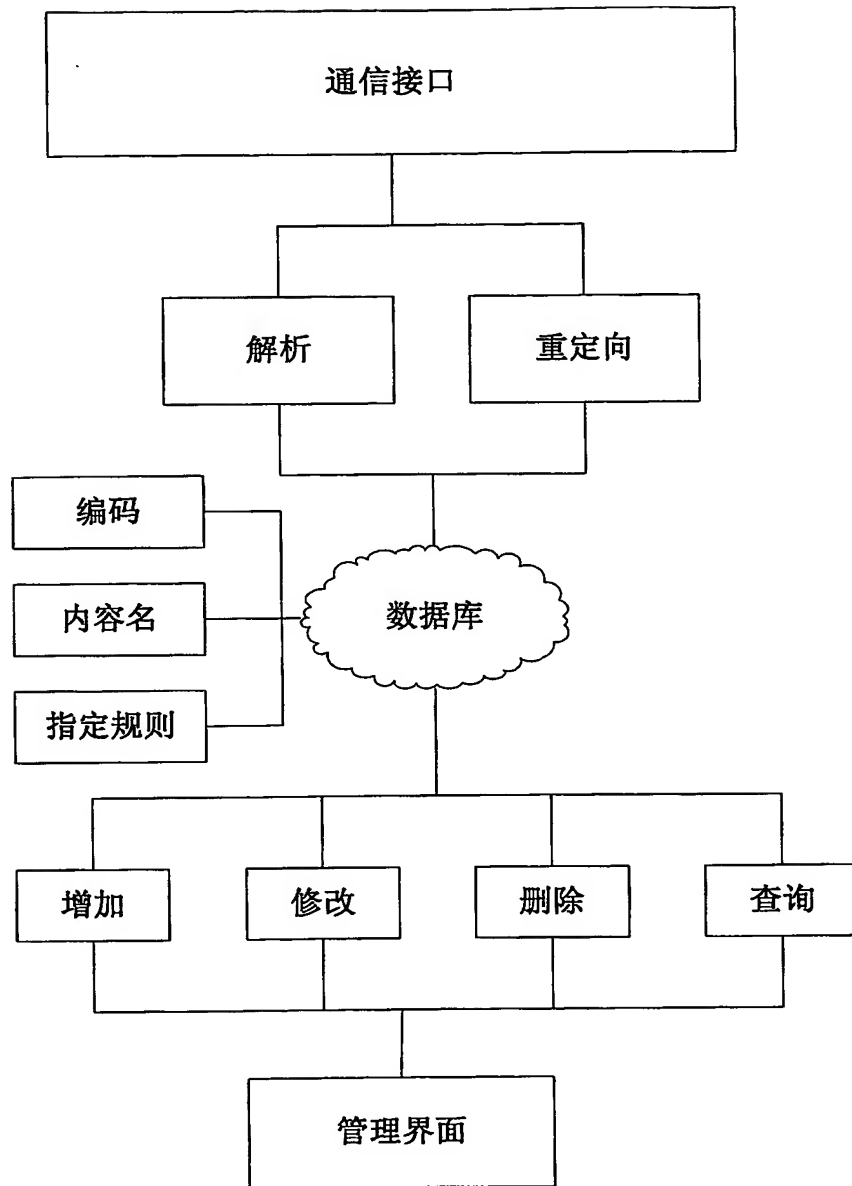 通信接口
解析
重定向
编码
内容名
指定规则
数据库
增加
修改
删除
查询
管理界面